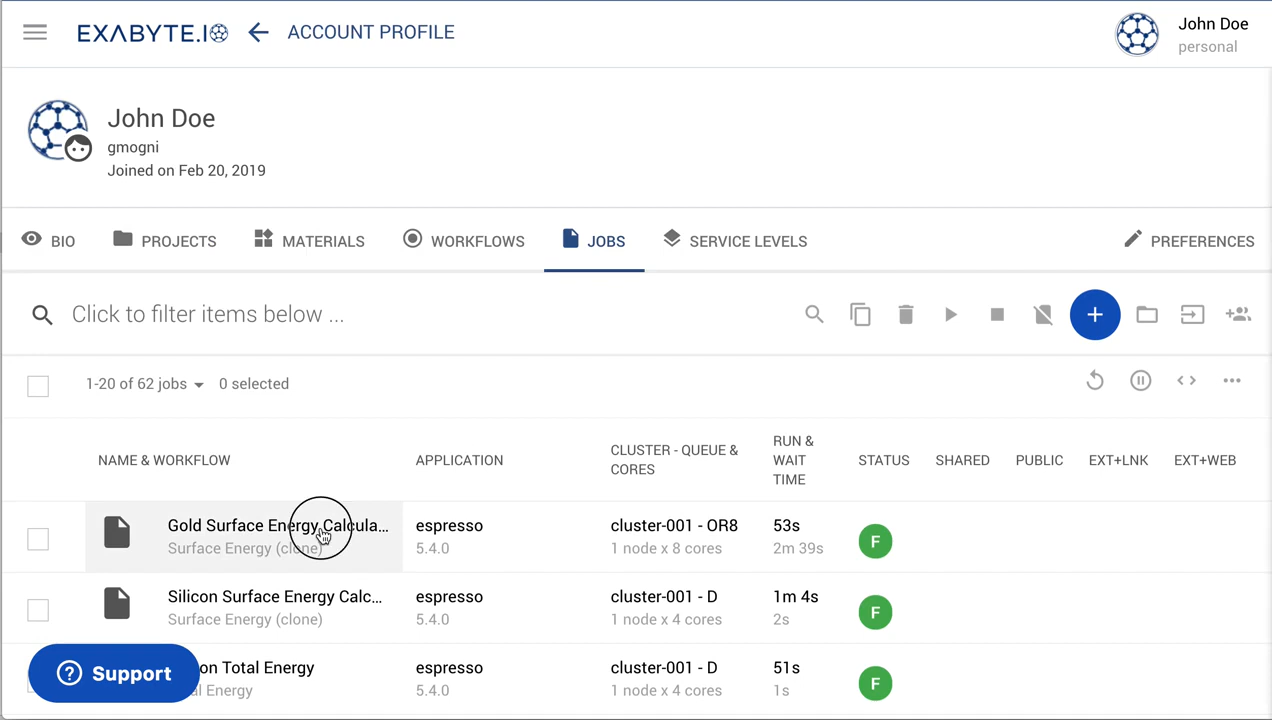 EXABYTE.IO ACCOUNT PROFILE
John Doe
personal
John Doe
gmogni
Joined on Feb 20, 2019
BIO PROJECTS MATERIALS WORKFLOWS JOBS SERVICE LEVELS PREFERENCES
Click to filter items below ...
1-20 of 62 jobs 0 selected
NAME & WORKFLOW APPLICATION CLUSTER - QUEUE & CORES RUN & WAIT TIME STATUS SHARED PUBLIC EXT+LNK EXT+WEB
Gold Surface Energy Calcula... espresso cluster-001 - OR8 53s F
Surface Energy (clone) 5.4.0 1 node x 8 cores 2m 39s
Silicon Surface Energy Calc... espresso cluster-001 - D 1m 4s F
Surface Energy (clone) 5.4.0 1 node x 4 cores 2s
on Total Energy espresso cluster-001 - D 51s F
al Energy 5.4.0 1 node x 4 cores 1s
Support